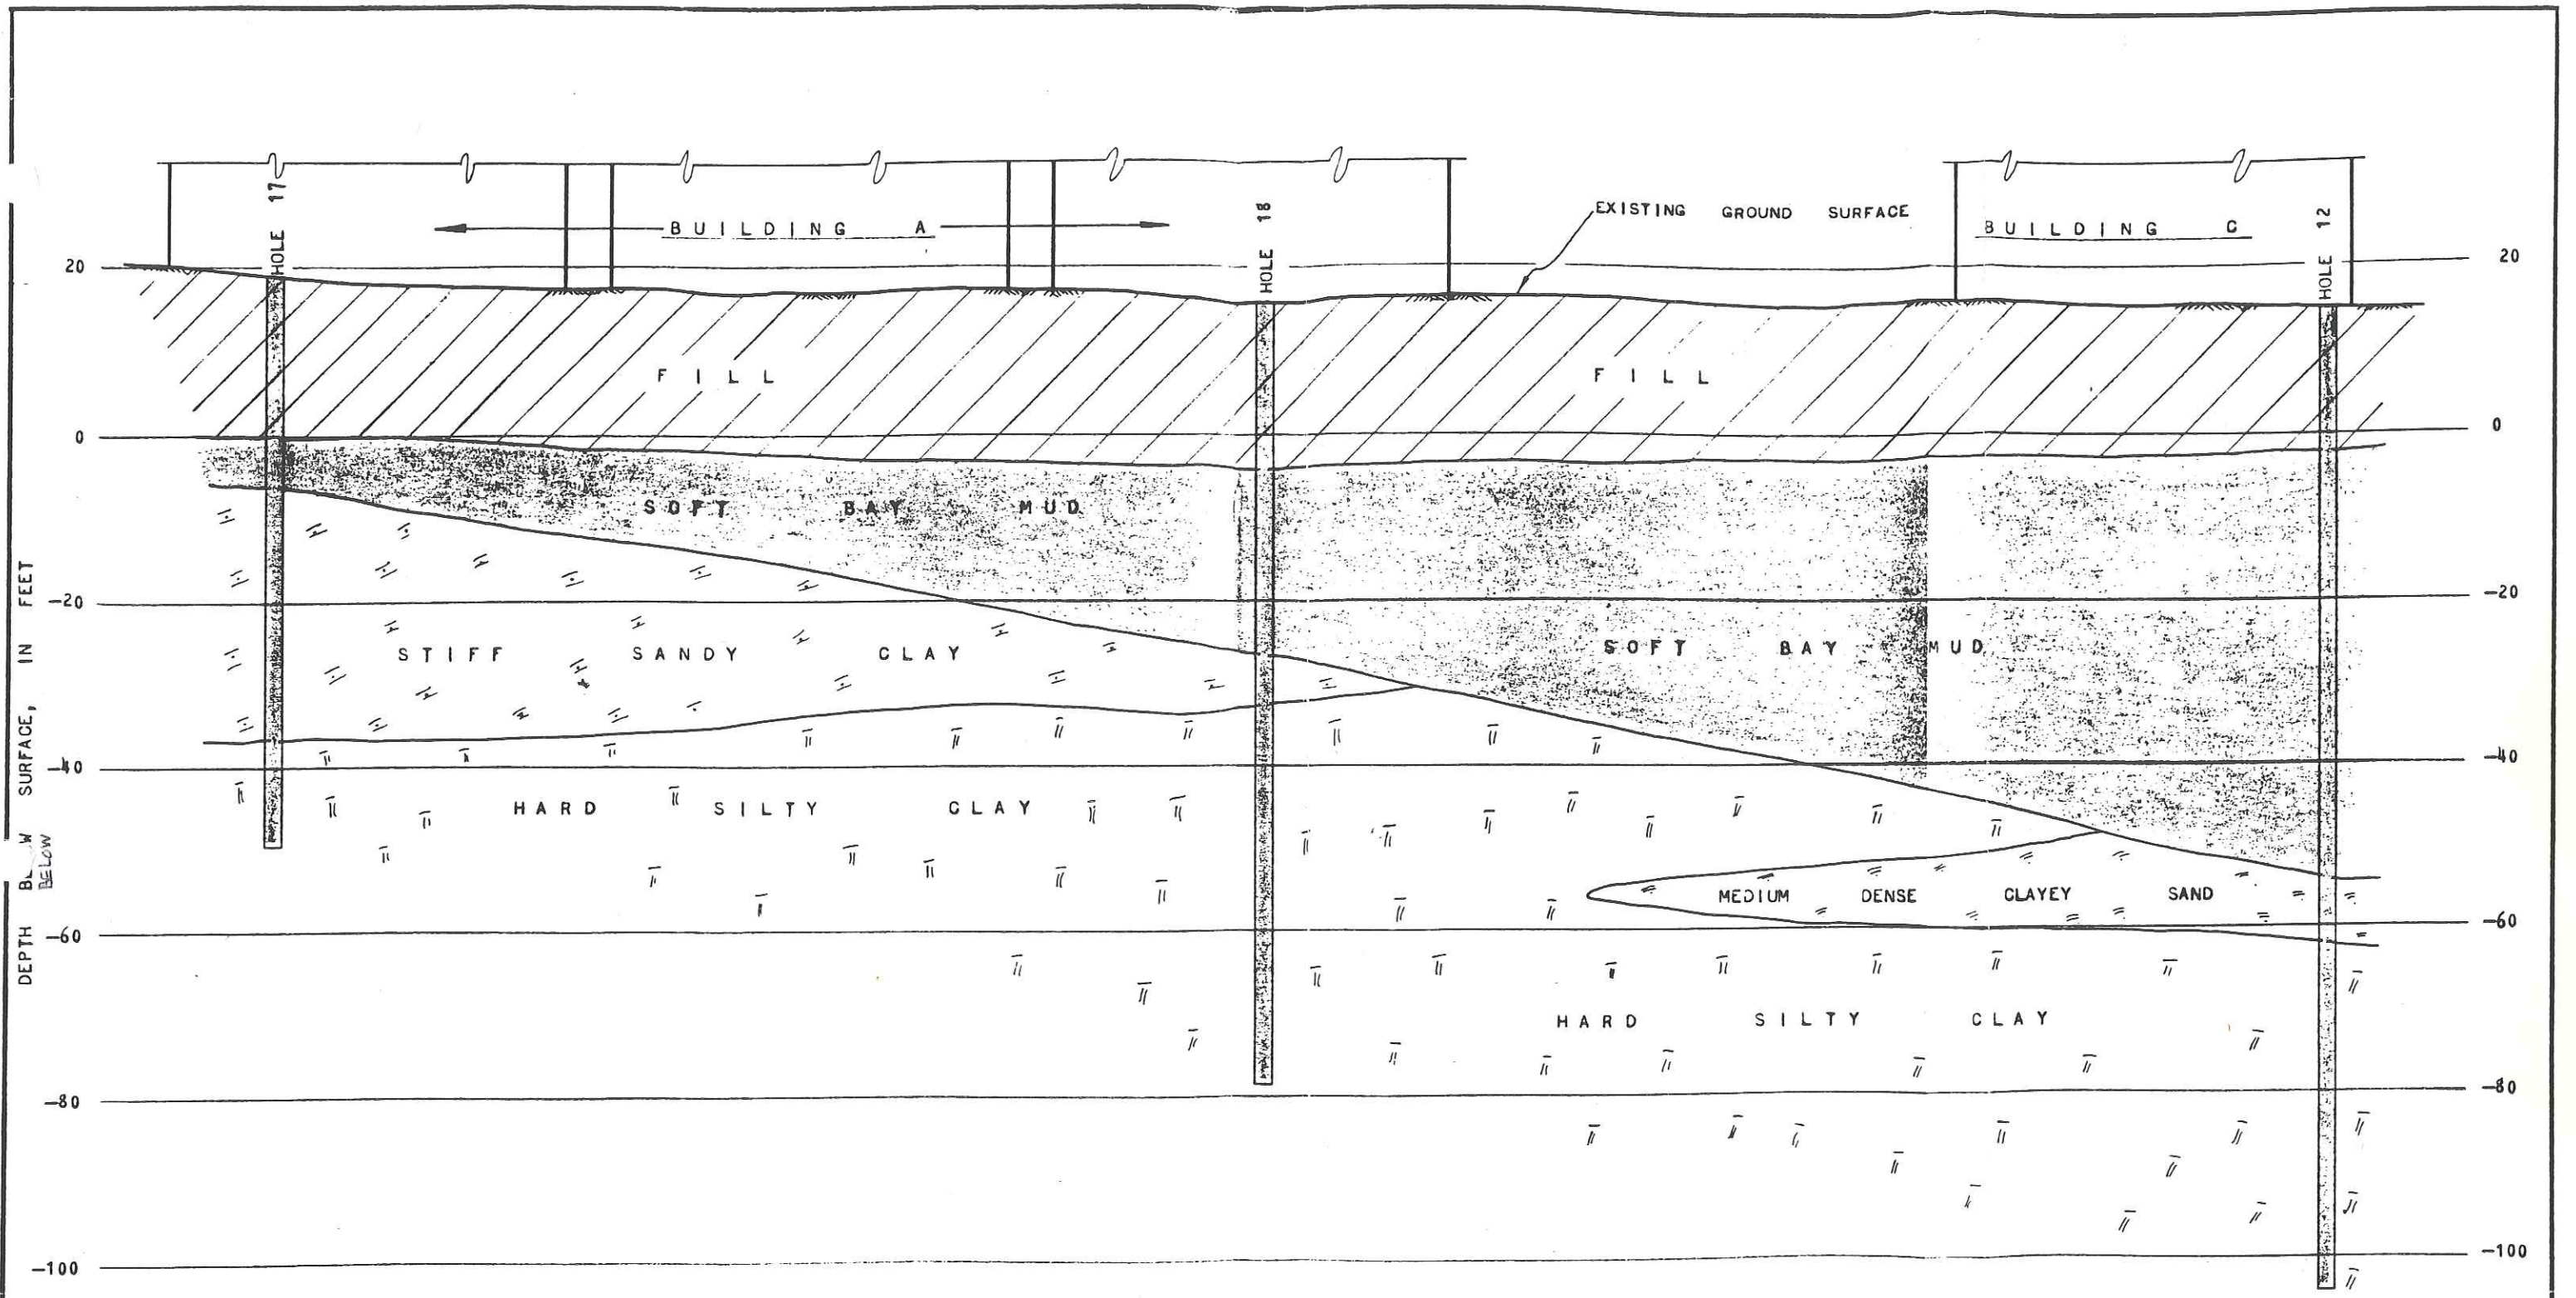 HOLE 17
HOLE 18
HOLE 12
BUILDING A
EXISTING GROUND SURFACE
BUILDING C
20
20
FILL
FILL
0
0
SOFT BAY MUD
-20
-20
STIFF SANDY CLAY
SOFT BAY MUD
-40
-40
HARD SILTY CLAY
MEDIUM DENSE CLAYEY SAND
-60
-60
HARD SILTY CLAY
-80
-80
-100
-100
DEPTH BL W SURFACE, IN FEET
BELOW